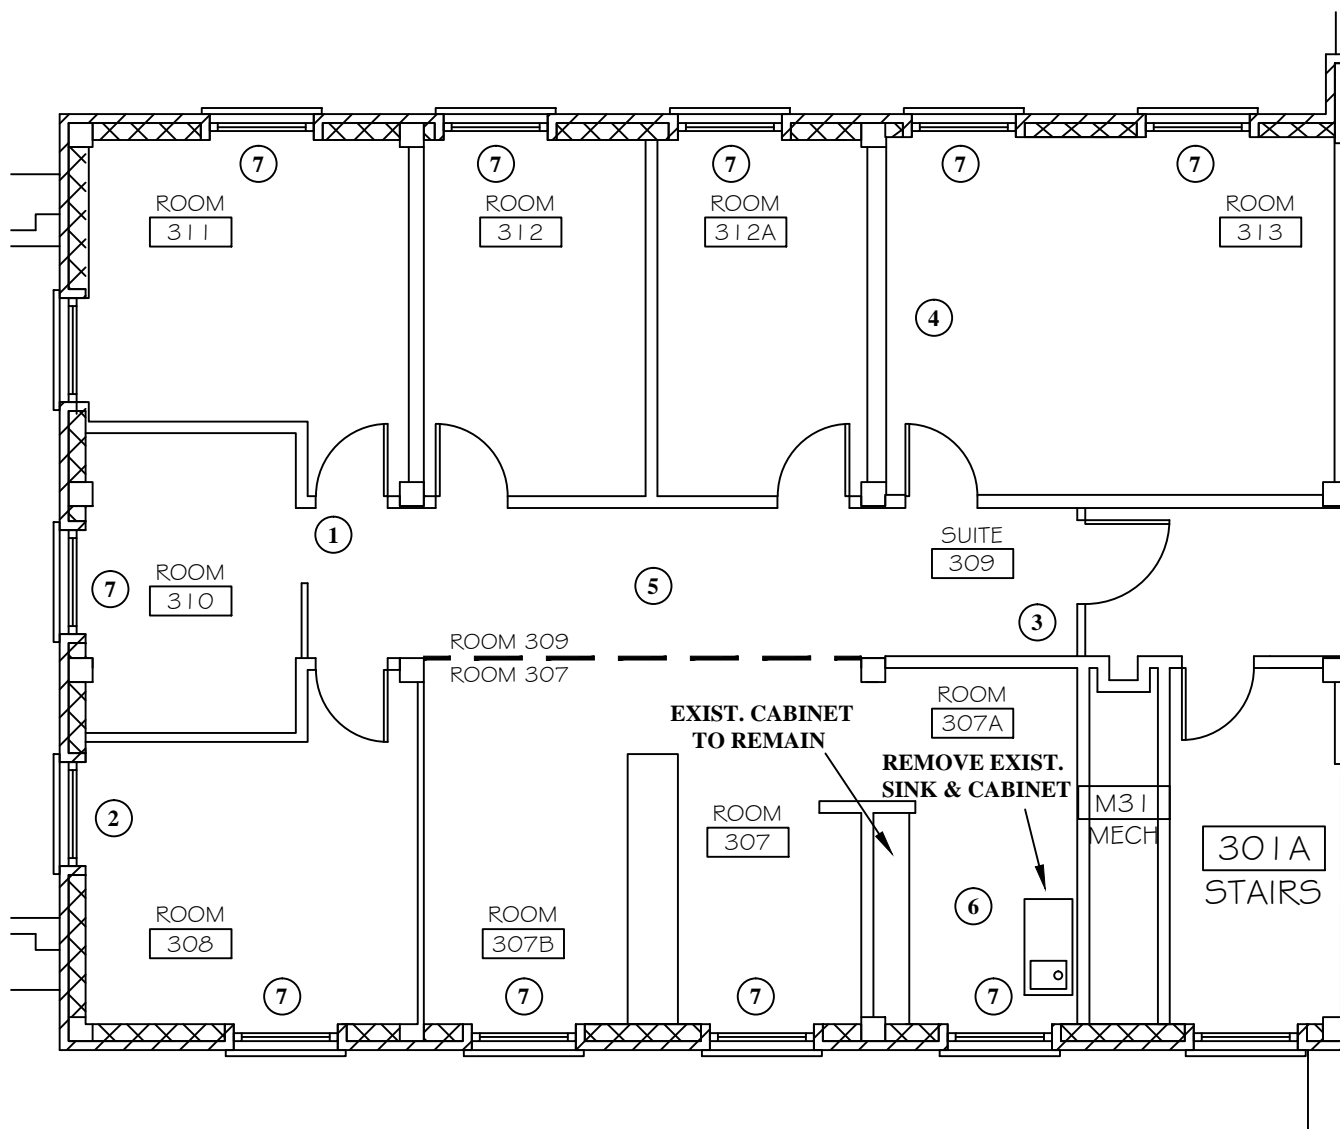 7
7
7
7
7
ROOM
311
ROOM
312
ROOM
312A
ROOM
313
4
1
SUITE
309
7
ROOM
310
5
3
ROOM 309
ROOM 307
ROOM
307A
EXIST. CABINET
TO REMAIN
REMOVE EXIST.
SINK & CABINET
2
ROOM
307
M31
MECH
301A
STAIRS
ROOM
308
ROOM
307B
6
7
7
7
7